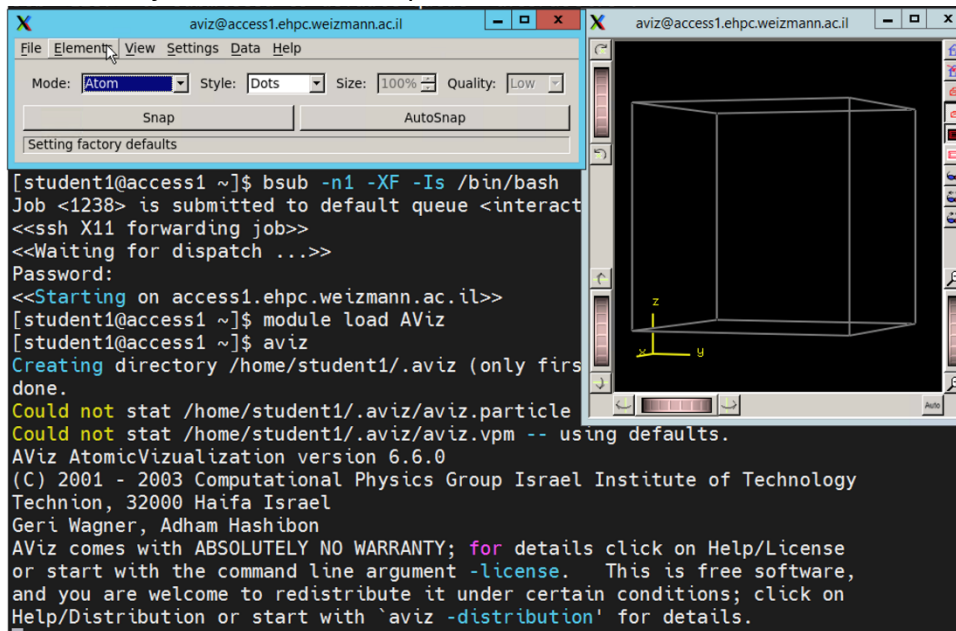 aviz@access1.ehpc.weizmann.ac.il
File Elements View Settings Data Help
Mode: Atom Style: Dots Size: 100% Quality: Low
Snap AutoSnap
Setting factory defaults
aviz@access1.ehpc.weizmann.ac.il
z
x y
Auto
[student1@access1 ~]$ bsub -n1 -XF -Is /bin/bash
Job <1238> is submitted to default queue <interact
<<ssh X11 forwarding job>>
<<Waiting for dispatch ...>>
Password:
<<Starting on access1.ehpc.weizmann.ac.il>>
[student1@access1 ~]$ module load AViz
[student1@access1 ~]$ aviz
Creating directory /home/student1/.aviz (only firs
done.
Could not stat /home/student1/.aviz/aviz.particle
Could not stat /home/student1/.aviz/aviz.vpm -- using defaults.
AViz AtomicVizualization version 6.6.0
(C) 2001 - 2003 Computational Physics Group Israel Institute of Technology
Technion, 32000 Haifa Israel
Geri Wagner, Adham Hashibon
AViz comes with ABSOLUTELY NO WARRANTY; for details click on Help/License
or start with the command line argument -license.   This is free software,
and you are welcome to redistribute it under certain conditions; click on
Help/Distribution or start with `aviz -distribution' for details.